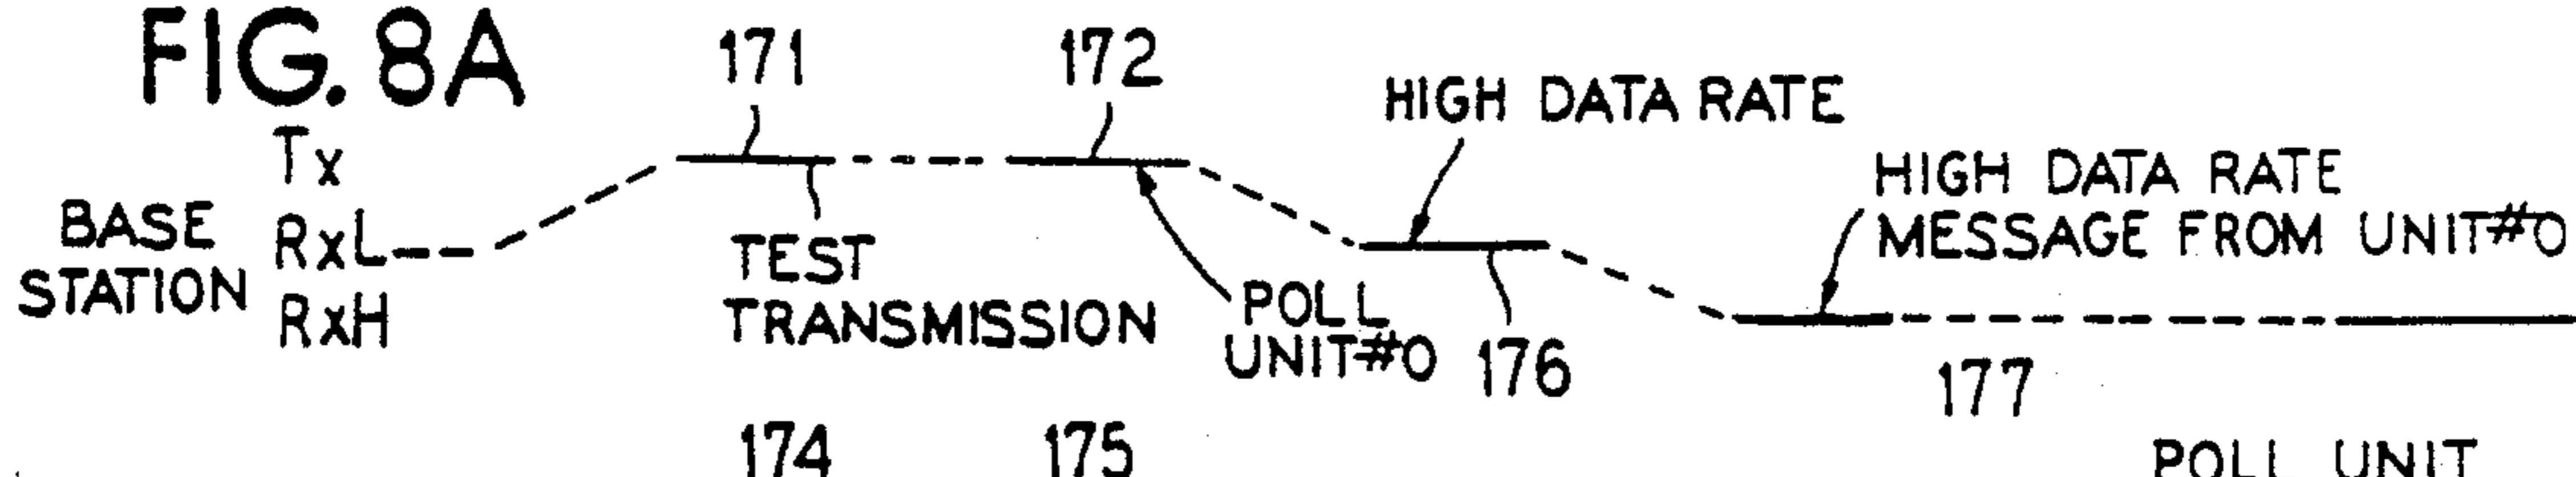 FIG. 8A
171
172
HIGH DATA RATE
Tx
HIGH DATA RATE
MESSAGE FROM UNIT#0
BASE
STATION
RxL
RxH
TEST
TRANSMISSION
POLL
UNIT#0
176
177
174
175
POLL UNIT